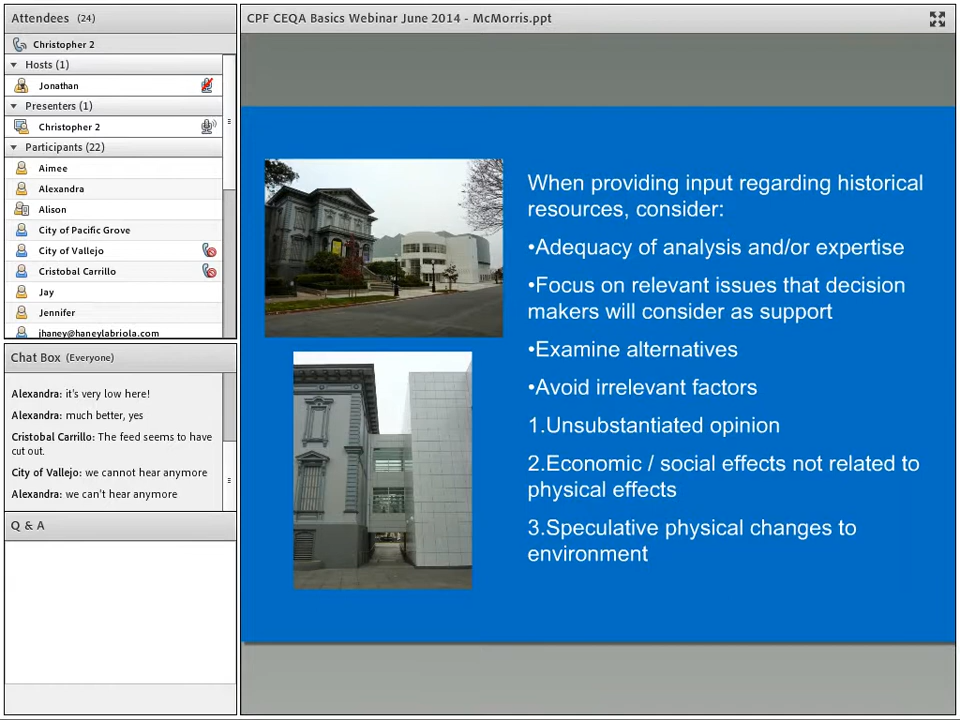 Attendees (24)
Christopher 2
Hosts (1)
Jonathan
Presenters (1)
Christopher 2
Participants (22)
Aimee
Alexandra
Alison
City of Pacific Grove
City of Vallejo
Cristobal Carrillo
Jay
Jennifer
jhaney@haneylabriola.com
Chat Box (Everyone)
Alexandra: it's very low here!
Alexandra: much better, yes
Cristobal Carrillo: The feed seems to have
cut out.
City of Vallejo: we cannot hear anymore
Alexandra: we can't hear anymore
Q & A
CPF CEQA Basics Webinar June 2014 - McMorris.ppt
When providing input regarding historical
resources, consider:
•Adequacy of analysis and/or expertise
•Focus on relevant issues that decision
makers will consider as support
•Examine alternatives
•Avoid irrelevant factors
1.Unsubstantiated opinion
2.Economic / social effects not related to
physical effects
3.Speculative physical changes to
environment